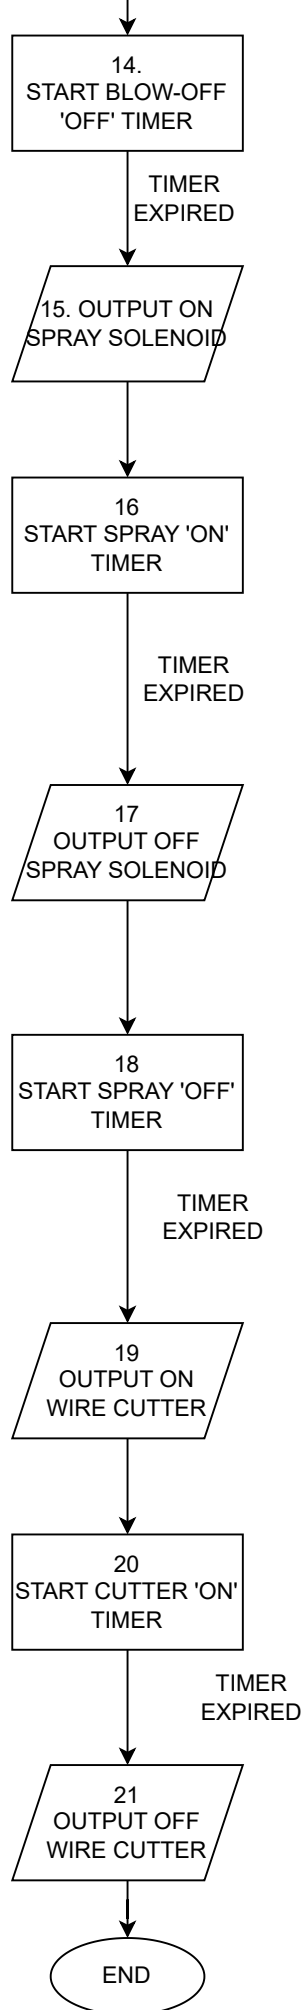 14.
START BLOW-OFF
'OFF' TIMER
TIMER
EXPIRED
15. OUTPUT ON
SPRAY SOLENOID
16
START SPRAY 'ON'
TIMER
TIMER
EXPIRED
17
OUTPUT OFF
SPRAY SOLENOID
18
START SPRAY 'OFF'
TIMER
TIMER
EXPIRED
19
OUTPUT ON
WIRE CUTTER
20
START CUTTER 'ON'
TIMER
TIMER
EXPIRED
21
OUTPUT OFF
WIRE CUTTER
END